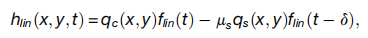 h_lin(x,y,t)=q_c(x,y)f_lin(t) − μ_s q_s(x,y)f_lin(t − δ),